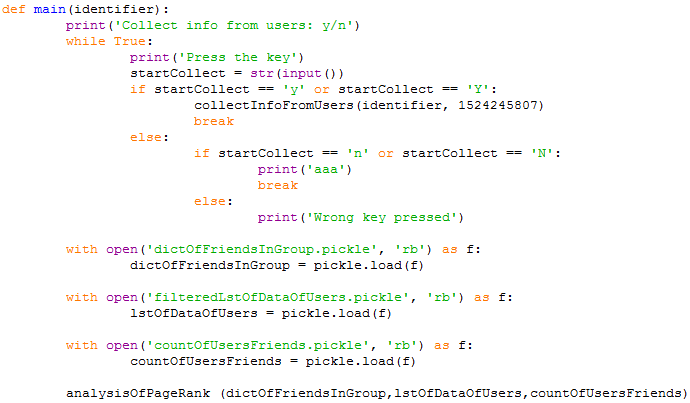 def main(identifier):
print('Collect info from users: y/n')
while True:
print('Press the key')
startCollect = str(input())
if startCollect == 'y' or startCollect == 'Y':
collectInfoFromUsers(identifier, 1524245807)
break
else:
if startCollect == 'n' or startCollect == 'N':
print('aaa')
break
else:
print('Wrong key pressed')
with open('dictOfFriendsInGroup.pickle', 'rb') as f:
dictOfFriendsInGroup = pickle.load(f)
with open('filteredLstOfDataOfUsers.pickle', 'rb') as f:
lstOfDataOfUsers = pickle.load(f)
with open('countOfUsersFriends.pickle', 'rb') as f:
countOfUsersFriends = pickle.load(f)
analysisOfPageRank (dictOfFriendsInGroup,lstOfDataOfUsers,countOfUsersFriends)